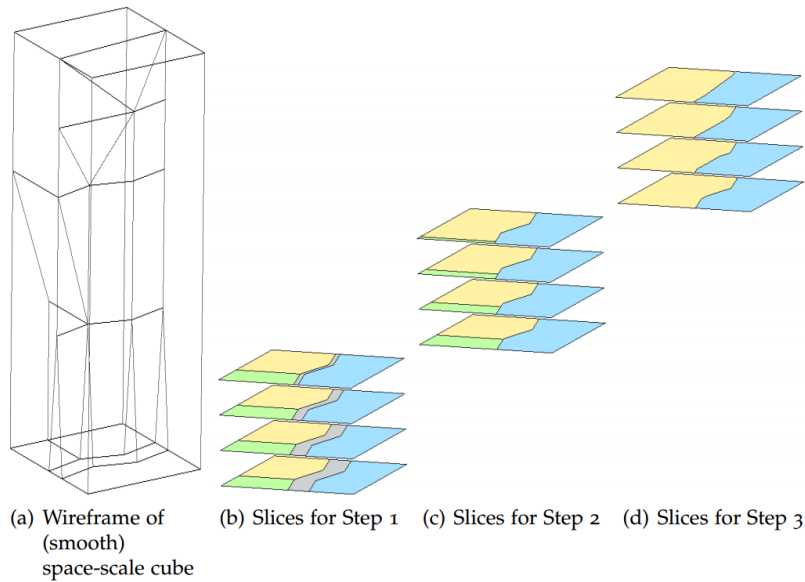 (a) Wireframe of
(smooth)
space-scale cube
(b) Slices for Step 1
(c) Slices for Step 2
(d) Slices for Step 3